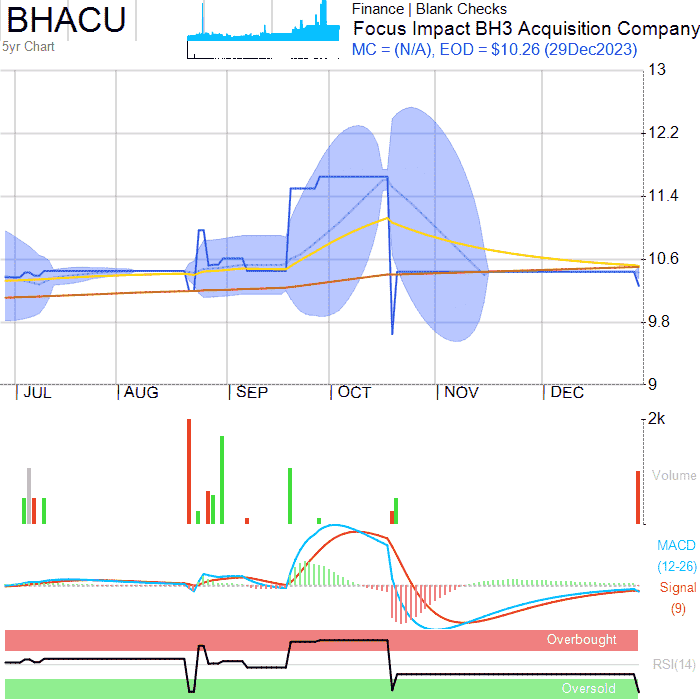 BHACU
5yr Chart
Finance | Blank Checks
Focus Impact BH3 Acquisition Company
MC = (N/A), EOD = $10.26 (29Dec2023)
13
12.2
11.4
10.6
9.8
9
JUL AUG SEP OCT NOV DEC
2k
Volume
MACD
(12-26)
Signal
(9)
Overbought
RSI(14)
Oversold